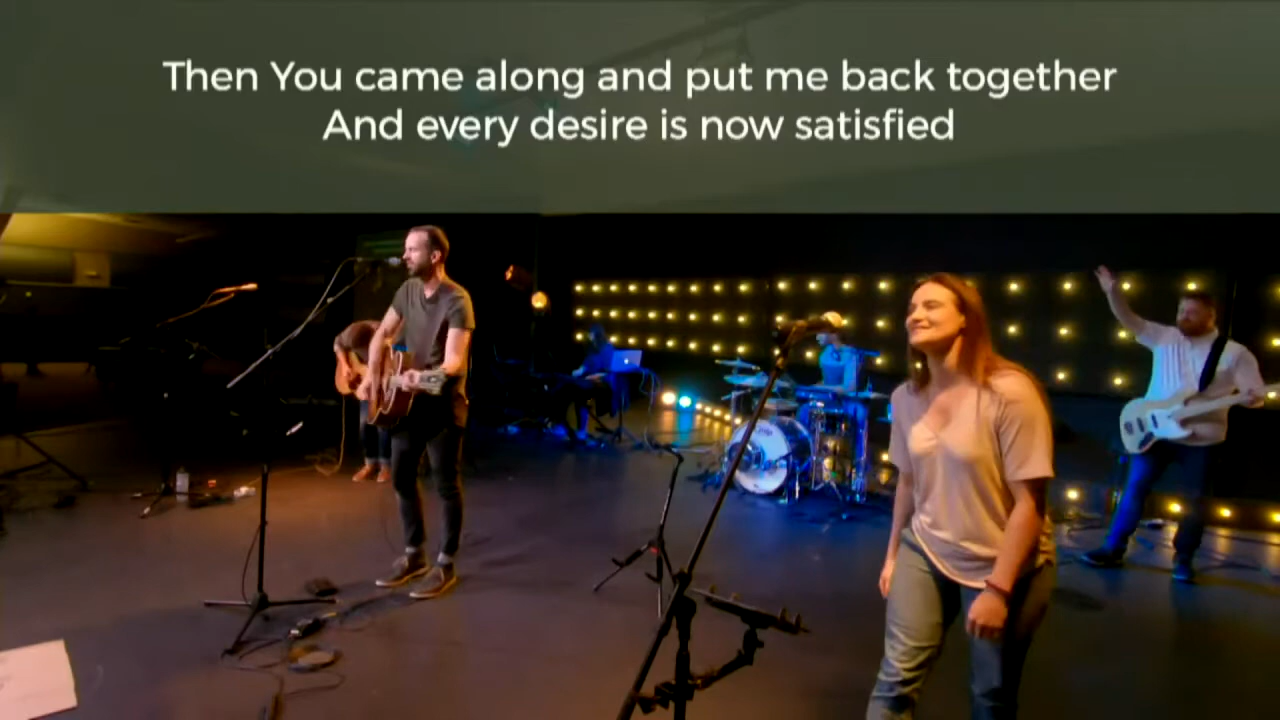 Then You came along and put me back together
And every desire is now satisfied